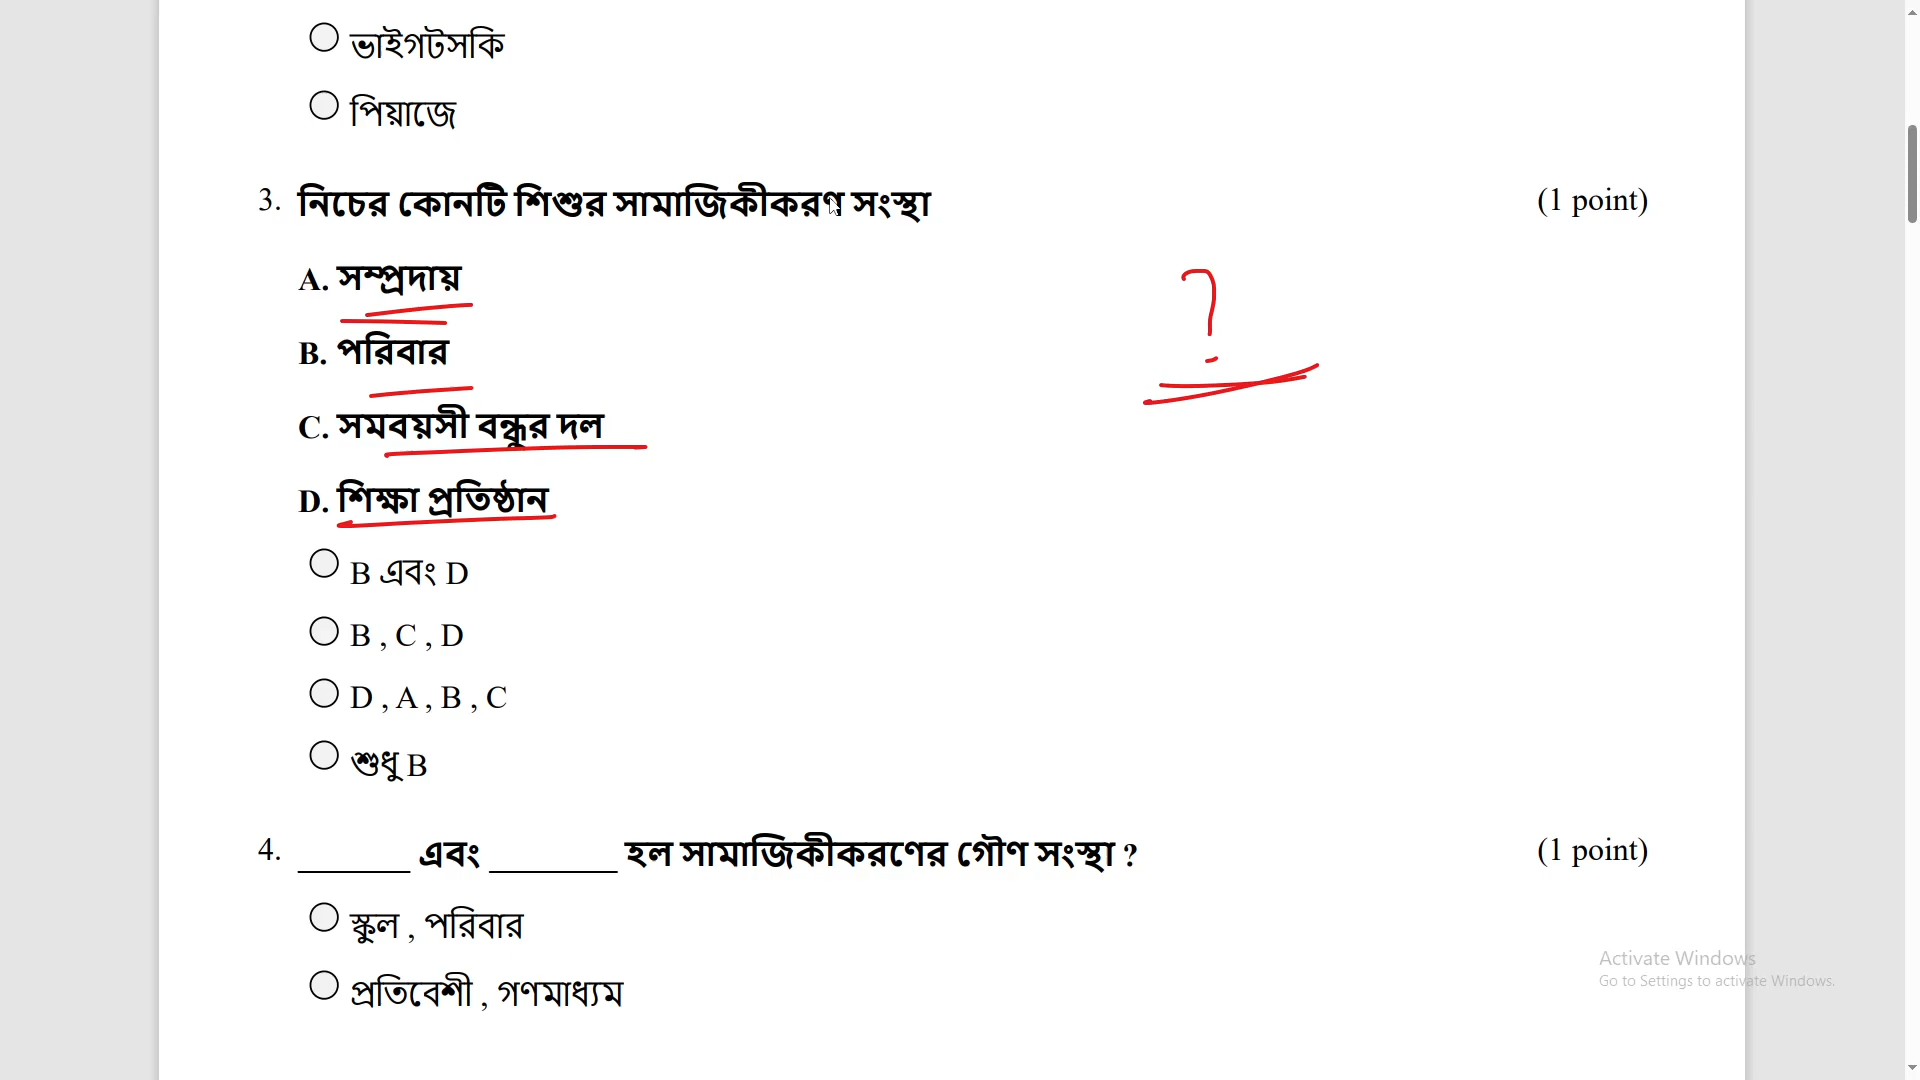 ভাইগটসকি
পিয়াজে
3. নিচের কোনটি শিশুর সামাজিকীকরণ সংস্থা (1 point)
A. সম্প্রদায়
B. পরিবার
?
C. সমবয়সী বন্ধুর দল
D. শিক্ষা প্রতিষ্ঠান
B এবং D
B , C , D
D , A , B , C
শুধু B
4. _______ এবং ________ হল সামাজিকীকরণের গৌণ সংস্থা ? (1 point)
স্কুল , পরিবার
প্রতিবেশী , গণমাধ্যম
Activate Windows
Go to Settings to activate Windows.